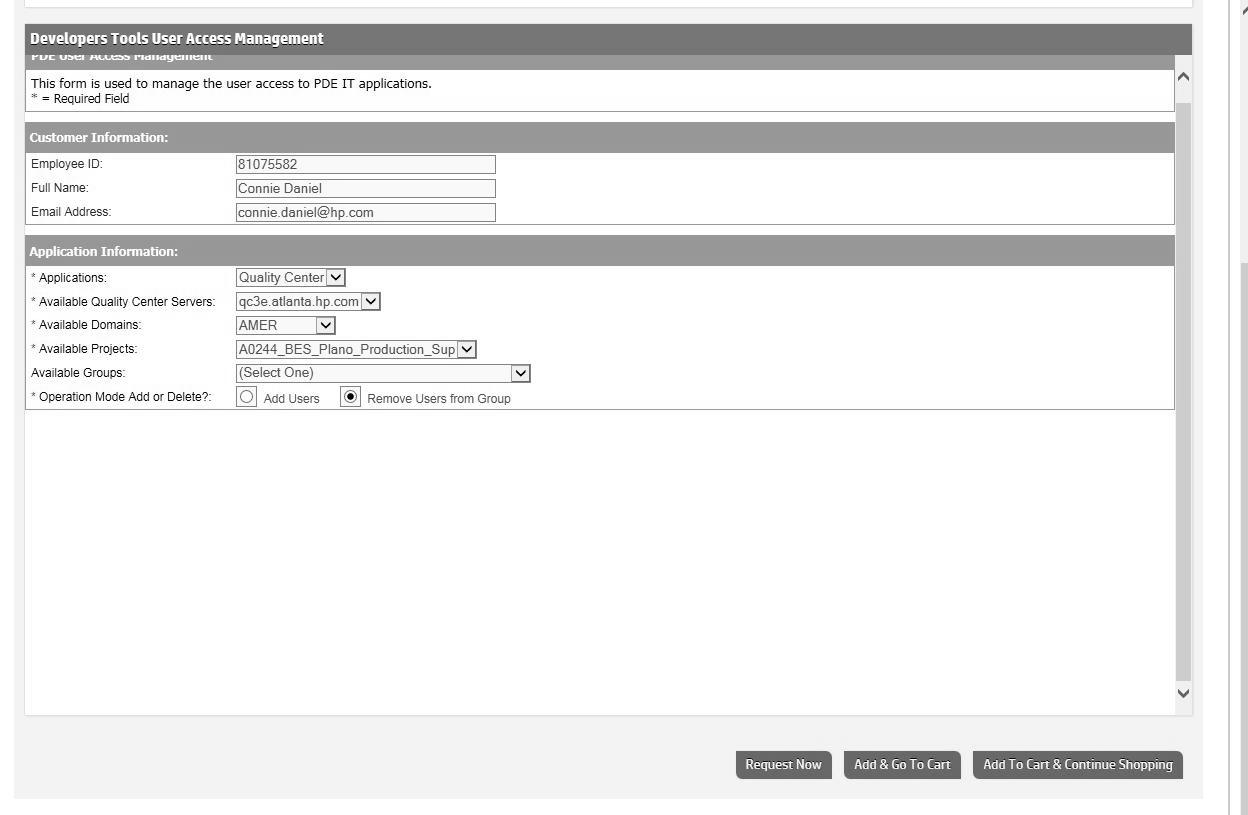 Developers Tools User Access Management
PDE User Access Management
This form is used to manage the user access to PDE IT applications.
* = Required Field
Customer Information:
Employee ID: 81075582
Full Name: Connie Daniel
Email Address: connie.daniel@hp.com
Application Information:
* Applications: Quality Center
* Available Quality Center Servers: qc3e.atlanta.hp.com
* Available Domains: AMER
* Available Projects: A0244_BES_Plano_Production_Sup
Available Groups: (Select One)
* Operation Mode Add or Delete?: Add Users Remove Users from Group
Request Now Add & Go To Cart Add To Cart & Continue Shopping